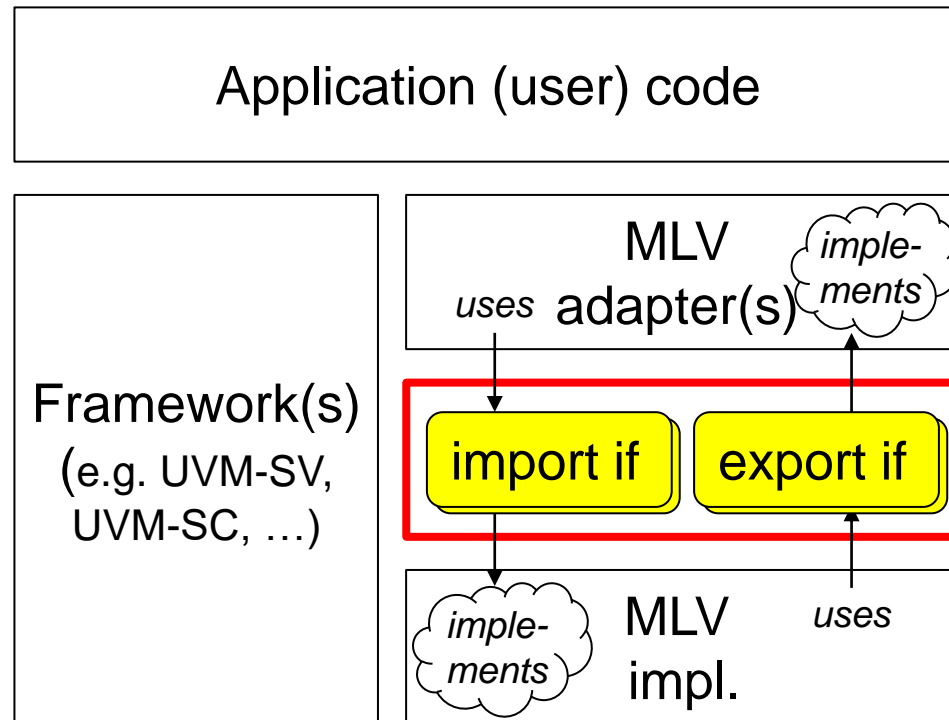 Application (user) code
Framework(s)
(e.g. UVM-SV,
UVM-SC, …)
MLV
adapter(s)
uses
imple-
ments
import if
export if
imple-
ments
MLV
impl.
uses